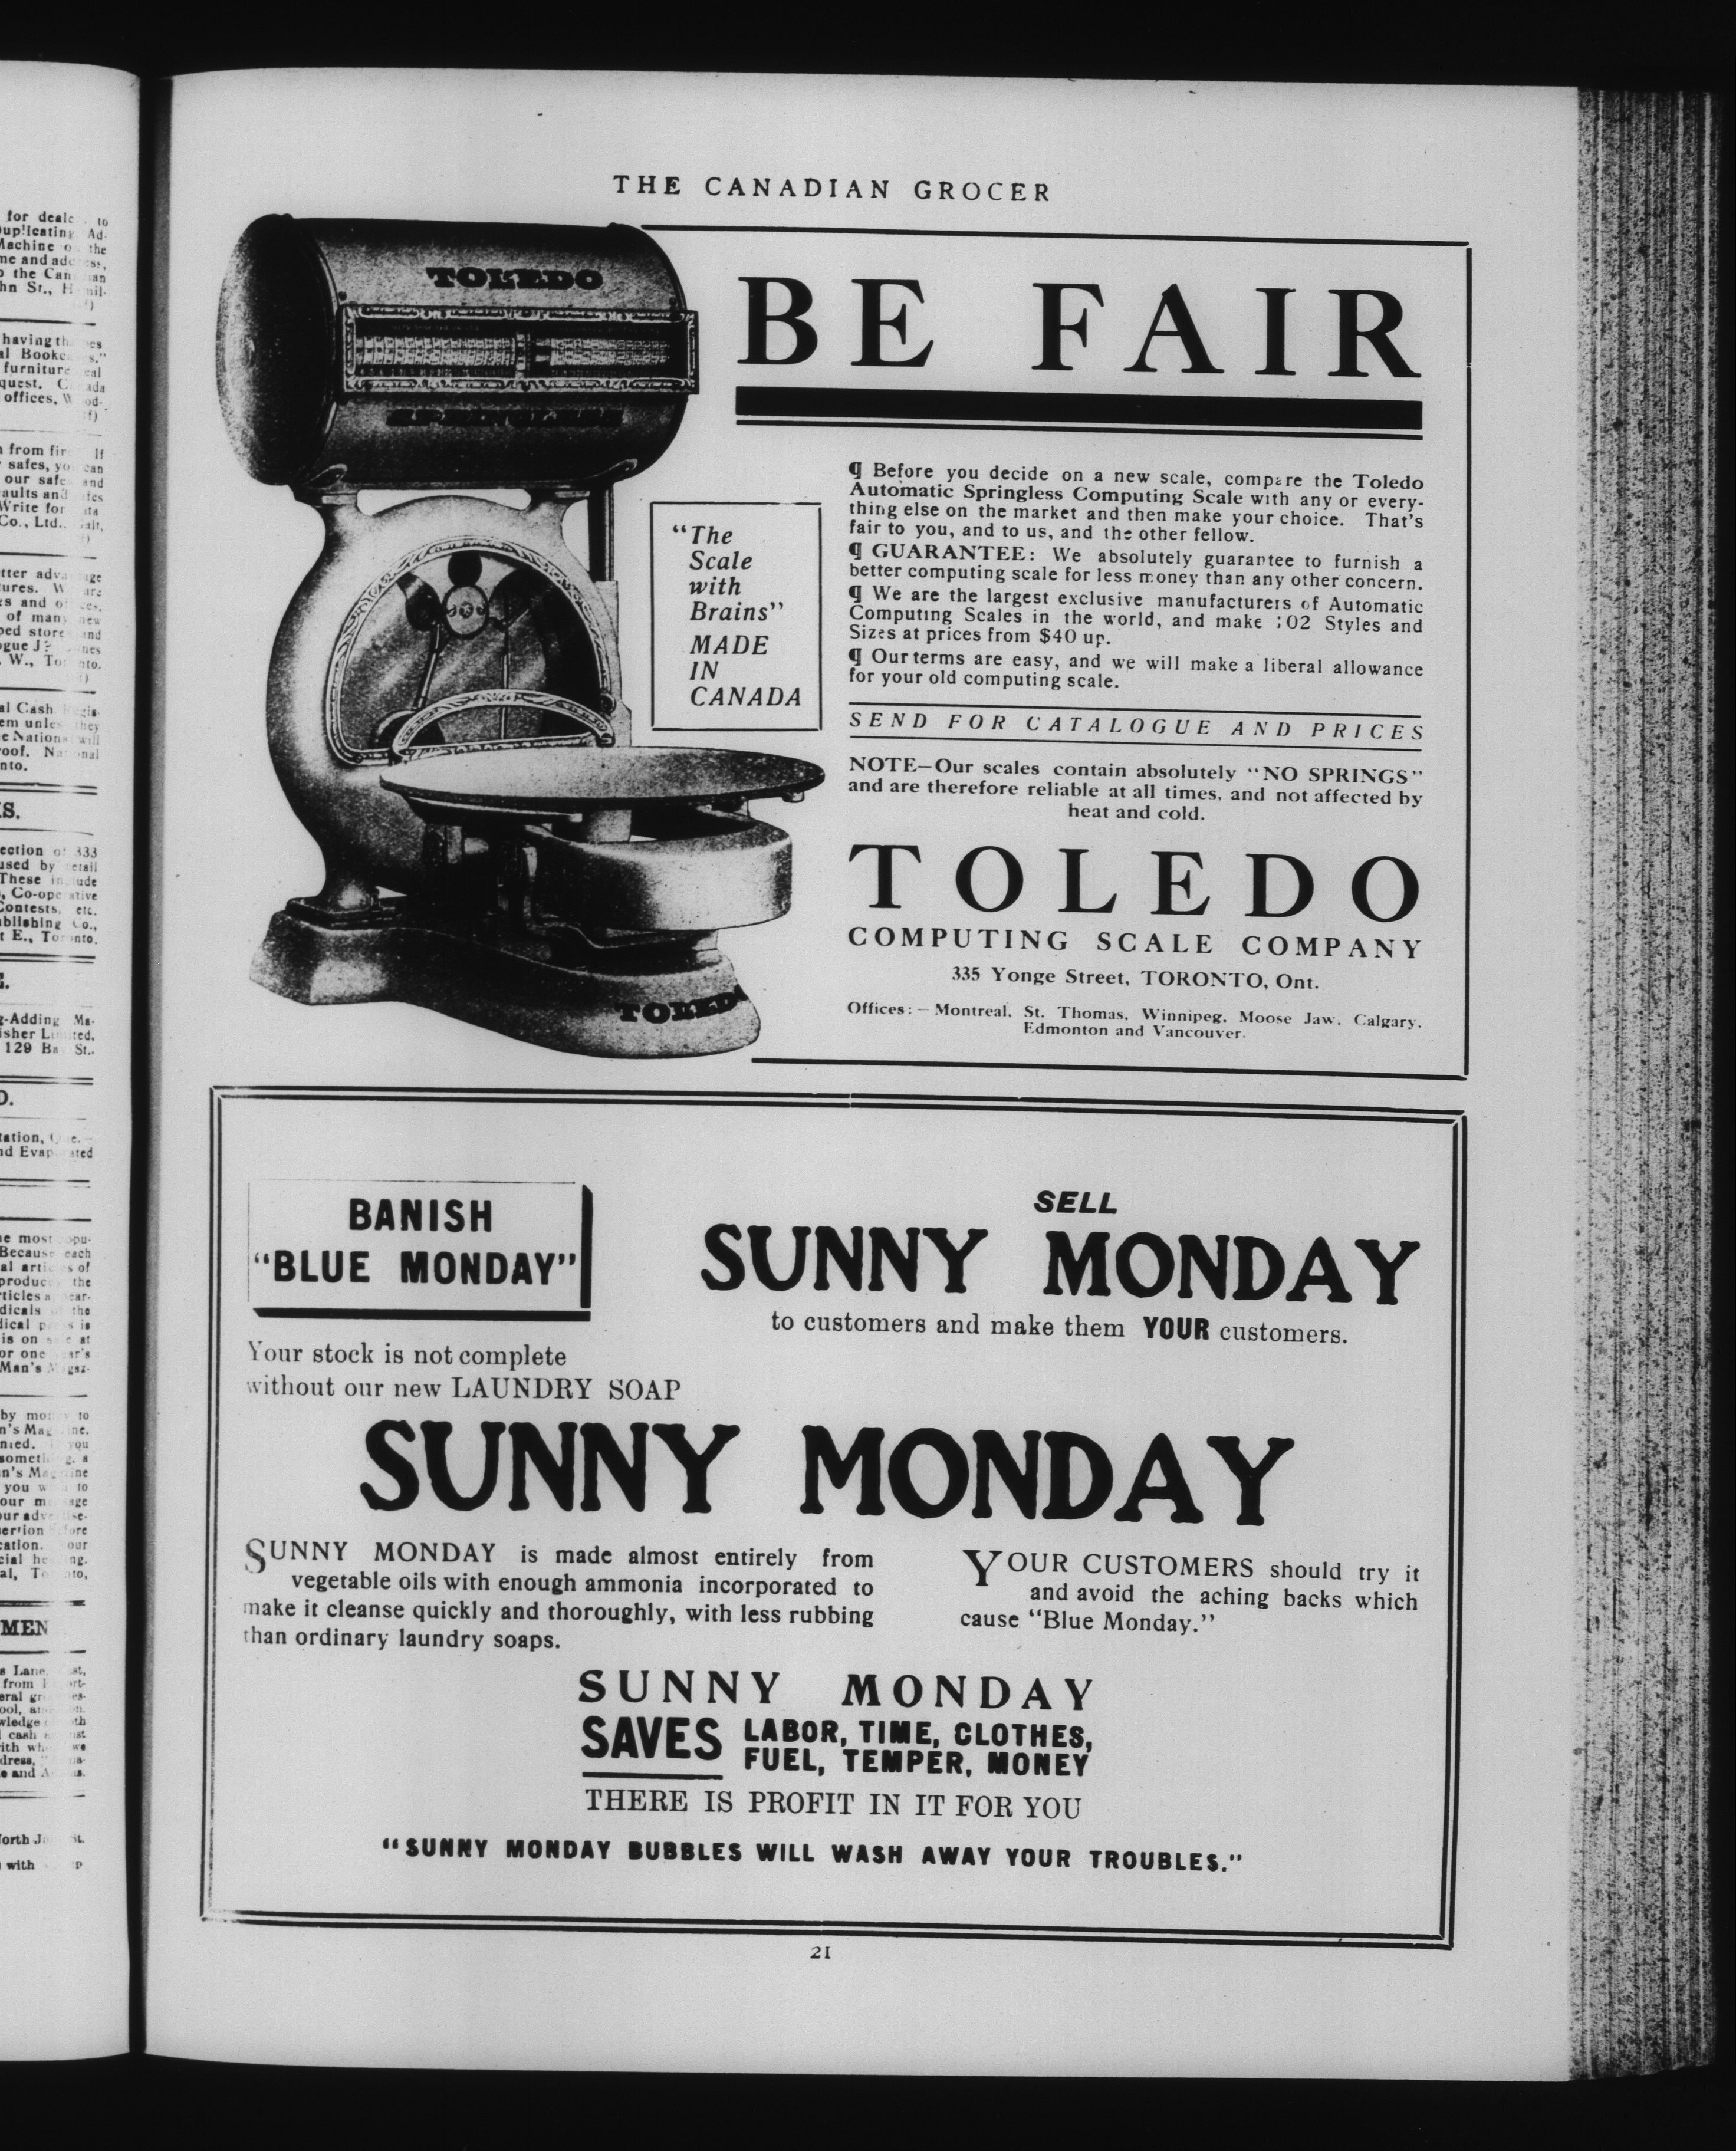 THE CANADIAN GROCER
TOLEDO
BE FAIR
¶ Before you decide on a new scale, compare the Toledo
Automatic Springless Computing Scale with any or every-
thing else on the market and then make your choice. That's
fair to you, and to us, and the other fellow.
¶ GUARANTEE: We absolutely guarantee to furnish a
better computing scale for less money than any other concern.
¶ We are the largest exclusive manufacturers of Automatic
Computing Scales in the world, and make 102 Styles and
Sizes at prices from $40 up.
¶ Our terms are easy, and we will make a liberal allowance
for your old computing scale.
"The
Scale
with
Brains"
MADE
IN
CANADA
SEND FOR CATALOGUE AND PRICES
NOTE—Our scales contain absolutely "NO SPRINGS"
and are therefore reliable at all times, and not affected by
heat and cold.
TOLEDO
COMPUTING SCALE COMPANY
335 Yonge Street, TORONTO, Ont.
Offices:—Montreal, St. Thomas, Winnipeg, Moose Jaw, Calgary,
Edmonton and Vancouver.
TOLEDO
BANISH
"BLUE MONDAY"
SELL
SUNNY MONDAY
to customers and make them YOUR customers.
Your stock is not complete
without our new LAUNDRY SOAP
SUNNY MONDAY
SUNNY MONDAY is made almost entirely from
vegetable oils with enough ammonia incorporated to
make it cleanse quickly and thoroughly, with less rubbing
than ordinary laundry soaps.
YOUR CUSTOMERS should try it
and avoid the aching backs which
cause "Blue Monday."
SUNNY MONDAY
SAVES LABOR, TIME, CLOTHES,
FUEL, TEMPER, MONEY
THERE IS PROFIT IN IT FOR YOU
"SUNNY MONDAY BUBBLES WILL WASH AWAY YOUR TROUBLES."
21